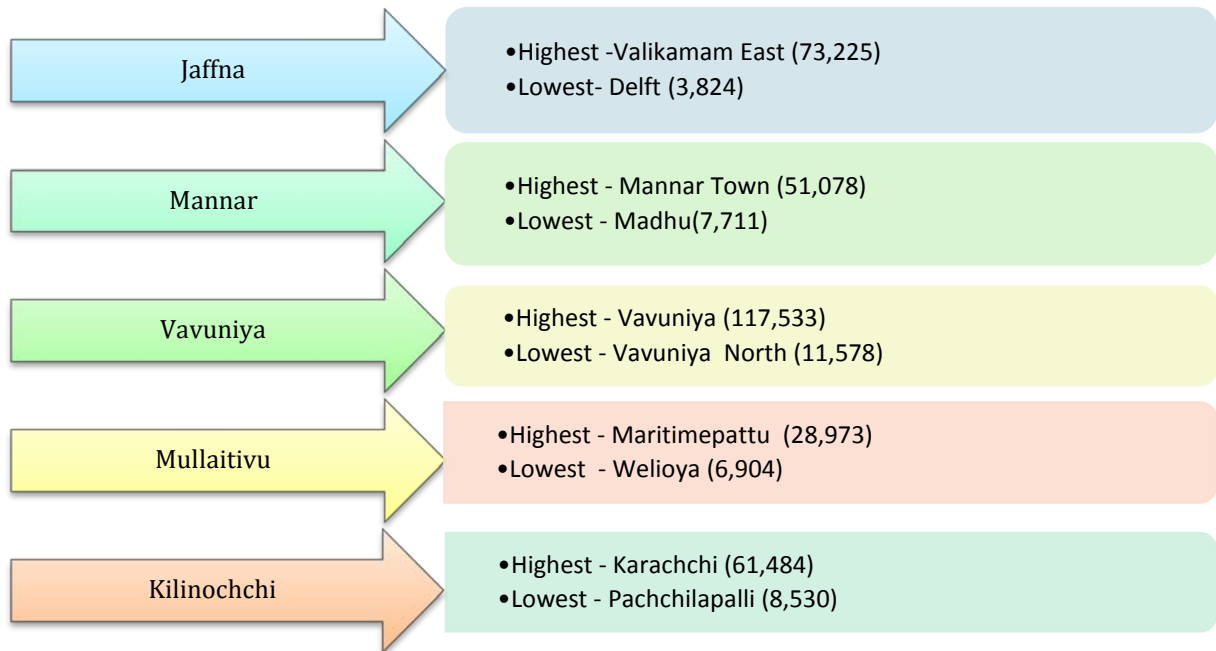 Jaffna
•Highest -Valikamam East (73,225)
•Lowest- Delft (3,824)
Mannar
•Highest - Mannar Town (51,078)
•Lowest - Madhu(7,711)
Vavuniya
•Highest - Vavuniya (117,533)
•Lowest - Vavuniya  North (11,578)
Mullaitivu
•Highest - Maritimepattu  (28,973)
•Lowest  - Welioya (6,904)
Kilinochchi
•Highest - Karachchi (61,484)
•Lowest - Pachchilapalli (8,530)